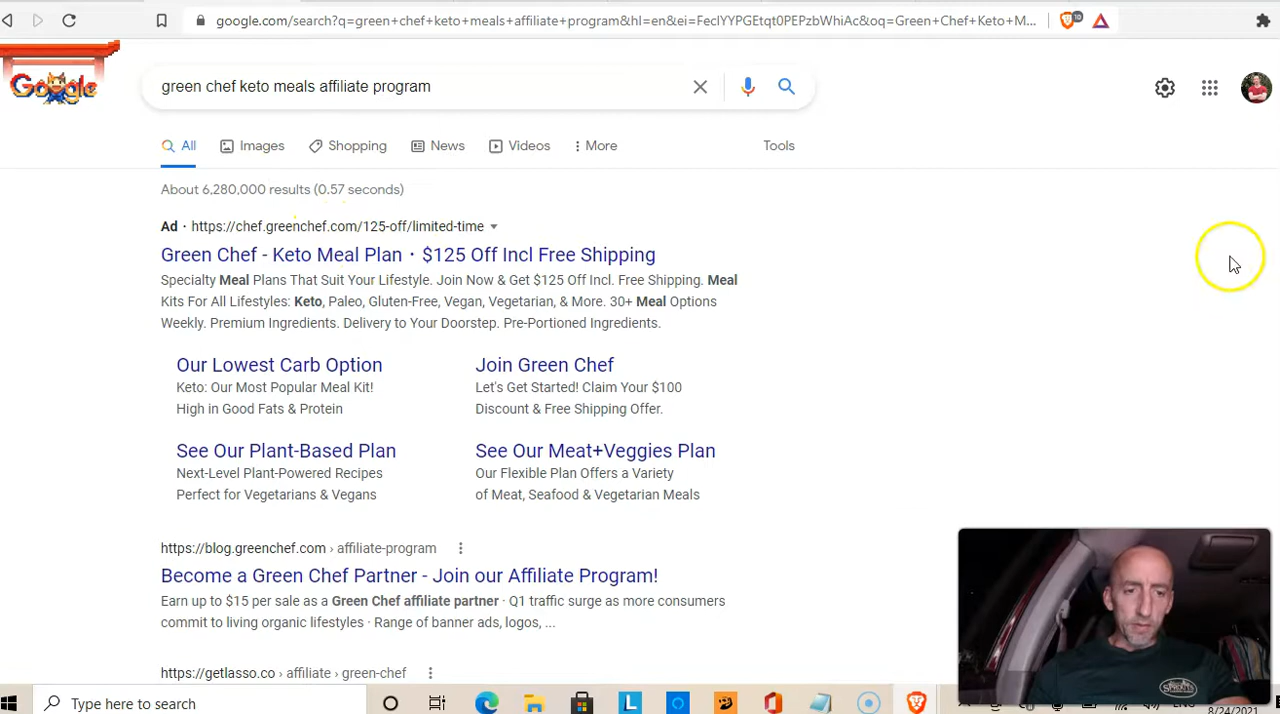 google.com/search?q=green+chef+keto+meals+affiliate+program&hl=en&ei=FeclYYPGEtqt0PEPzbWhiAc&oq=Green+Chef+Keto+M...
10
Google
green chef keto meals affiliate program
All
Images
Shopping
News
Videos
More
Tools
About 6,280,000 results (0.57 seconds)
Ad · https://chef.greenchef.com/125-off/limited-time
Green Chef - Keto Meal Plan · $125 Off Incl Free Shipping
Specialty Meal Plans That Suit Your Lifestyle. Join Now & Get $125 Off Incl. Free Shipping. Meal
Kits For All Lifestyles: Keto, Paleo, Gluten-Free, Vegan, Vegetarian, & More. 30+ Meal Options
Weekly. Premium Ingredients. Delivery to Your Doorstep. Pre-Portioned Ingredients.
Our Lowest Carb Option
Keto: Our Most Popular Meal Kit!
High in Good Fats & Protein
Join Green Chef
Let's Get Started! Claim Your $100
Discount & Free Shipping Offer.
See Our Plant-Based Plan
Next-Level Plant-Powered Recipes
Perfect for Vegetarians & Vegans
See Our Meat+Veggies Plan
Our Flexible Plan Offers a Variety
of Meat, Seafood & Vegetarian Meals
https://blog.greenchef.com › affiliate-program
Become a Green Chef Partner - Join our Affiliate Program!
Earn up to $15 per sale as a Green Chef affiliate partner · Q1 traffic surge as more consumers
commit to living organic lifestyles · Range of banner ads, logos, ...
https://getlasso.co › affiliate › green-chef
Type here to search
L
8/24/2021